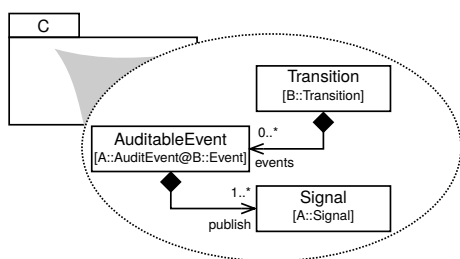 C
Transition
[B::Transition]
AuditableEvent
[A::AuditEvent@B::Event]
0..*
events
1..*
publish
Signal
[A::Signal]